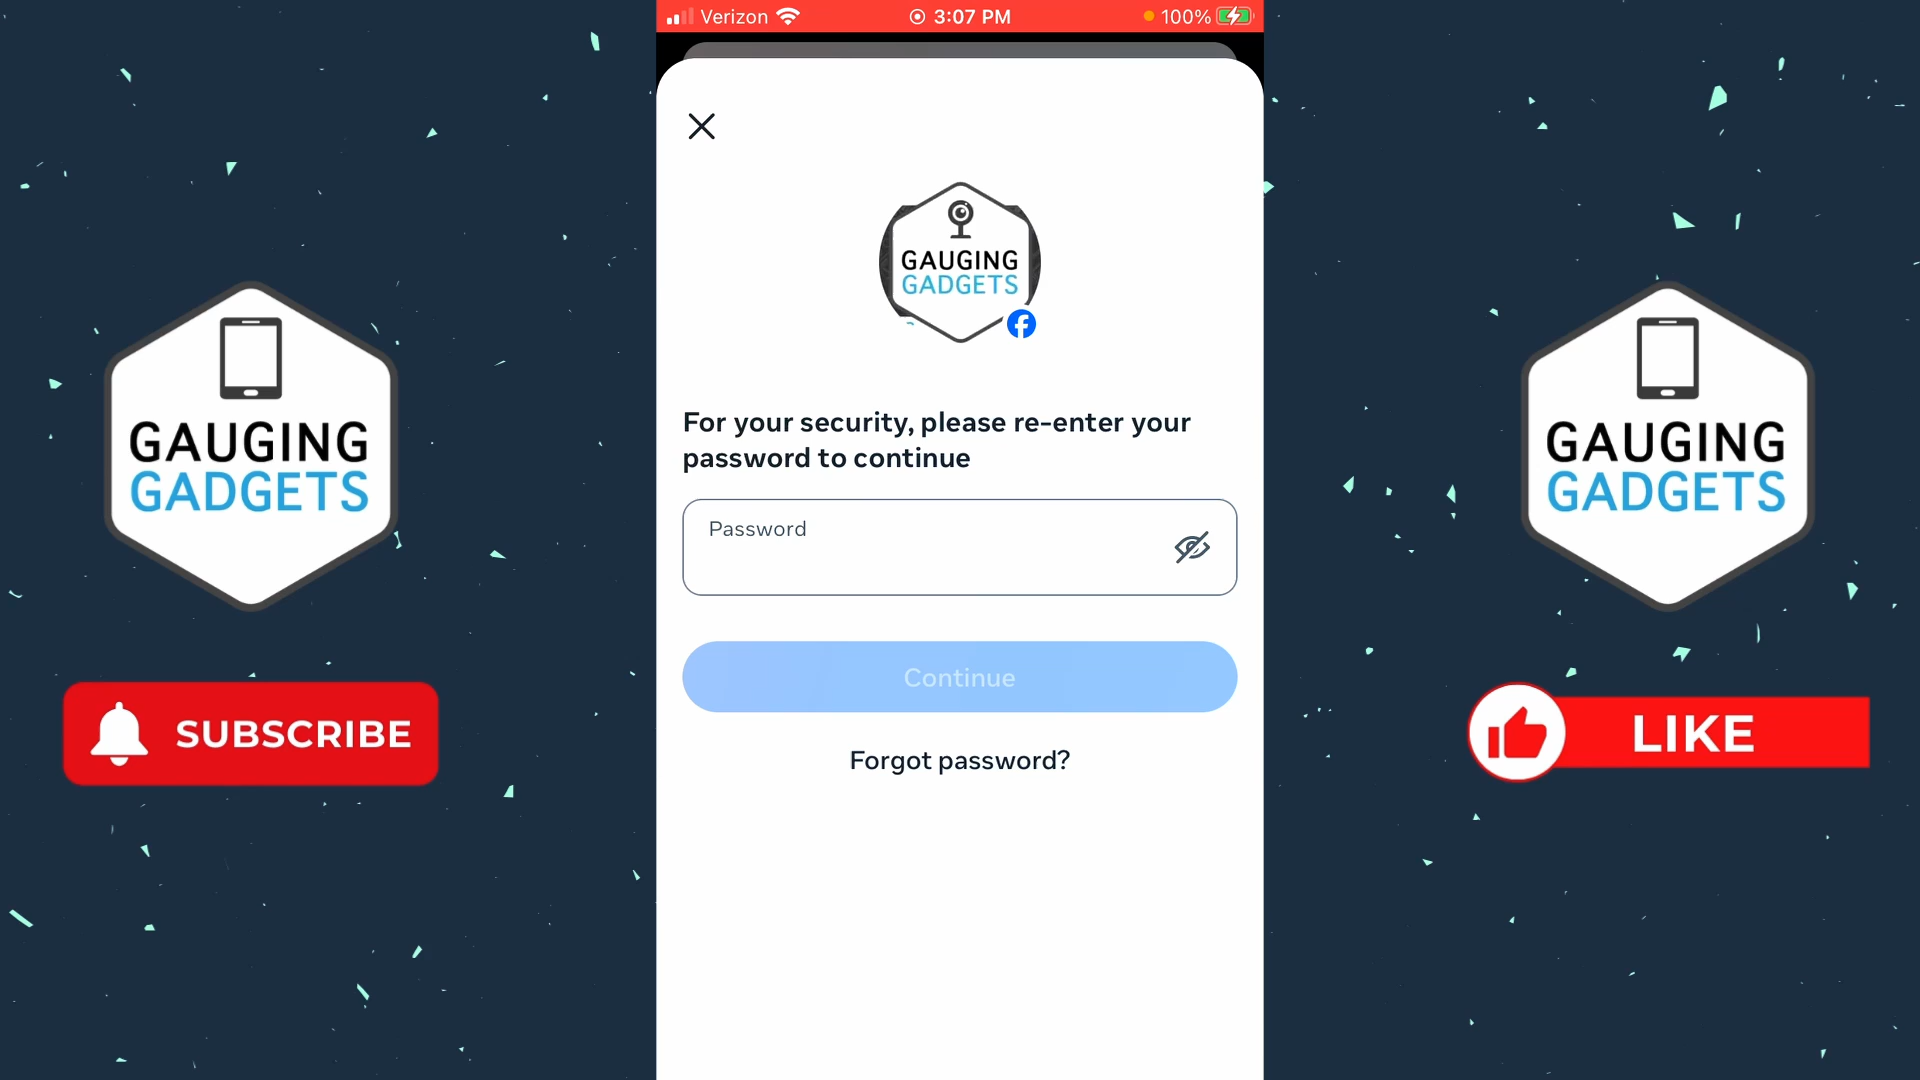 Verizon 3:07 PM 100%
GAUGING
GADGETS
For your security, please re-enter your
password to continue
Password
Continue
Forgot password?
GAUGING
GADGETS
SUBSCRIBE
GAUGING
GADGETS
LIKE